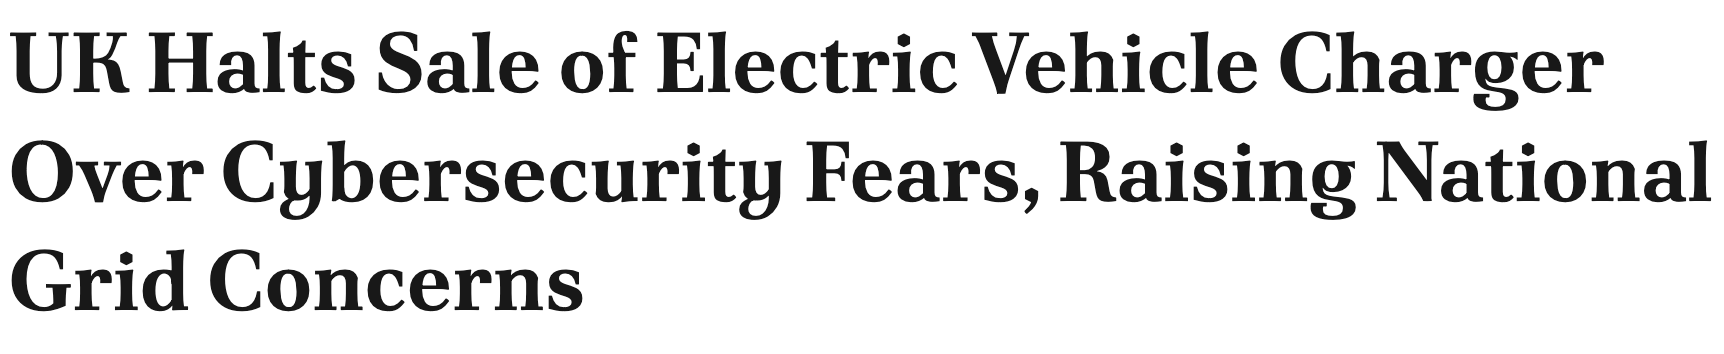 UK Halts Sale of Electric Vehicle Charger
Over Cybersecurity Fears, Raising National
Grid Concerns